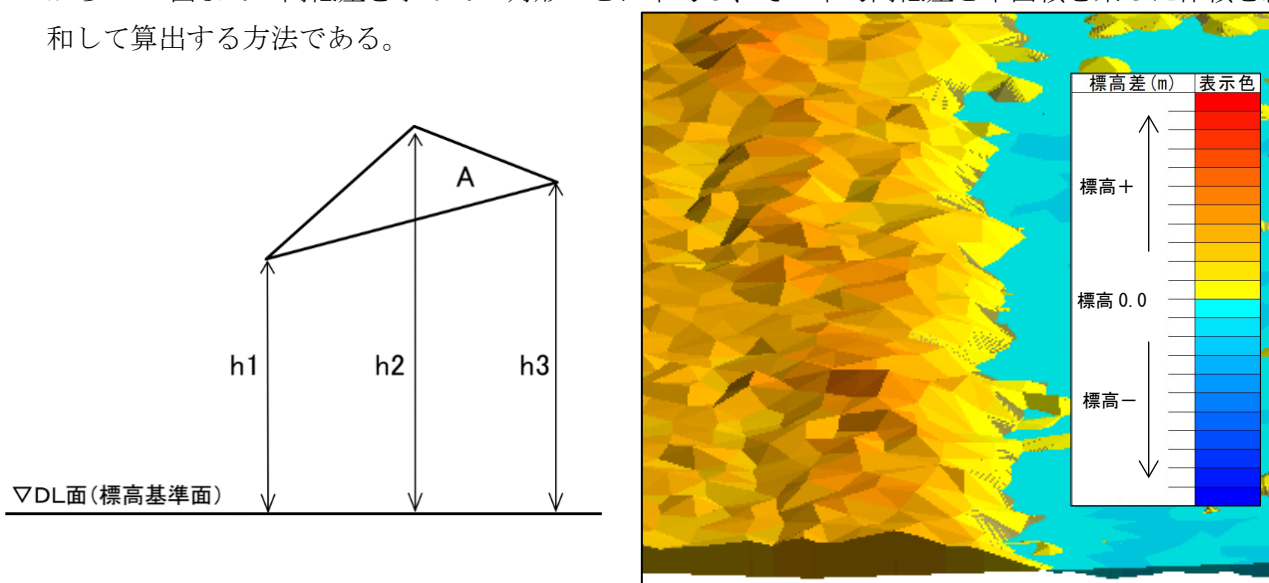 和して算出する方法である。
A
h1
h2
h3
▽DL面(標高基準面)
標高差(m) 表示色
標高＋
標高 0.0
標高－